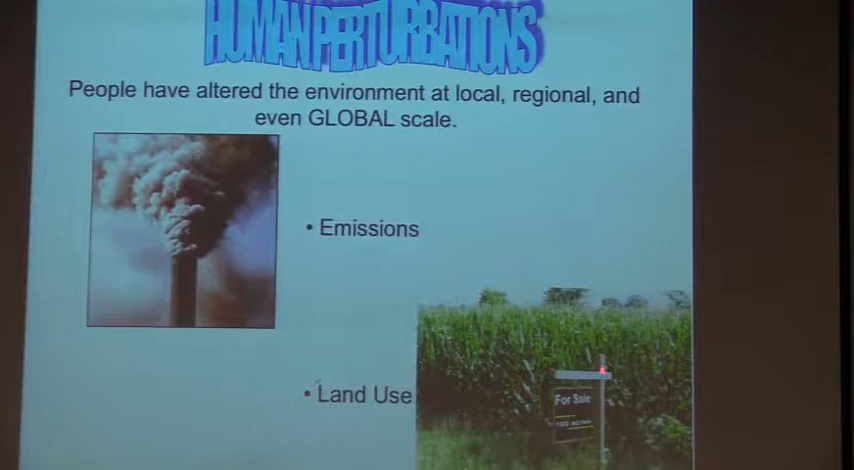 HUMAN PERTURBATIONS
People have altered the environment at local, regional, and
even GLOBAL scale.
• Emissions
• Land Use
For Sale